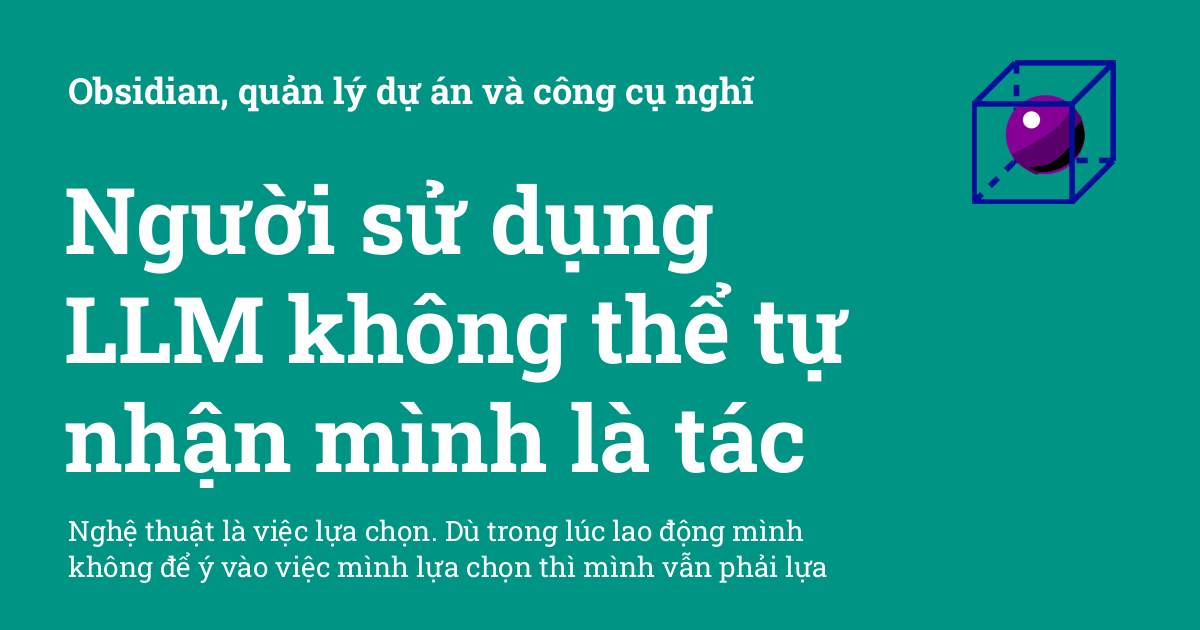 Obsidian, quản lý dự án và công cụ nghĩ
Người sử dụng
LLM không thể tự
nhận mình là tác
Nghệ thuật là việc lựa chọn. Dù trong lúc lao động mình
không để ý vào việc mình lựa chọn thì mình vẫn phải lựa